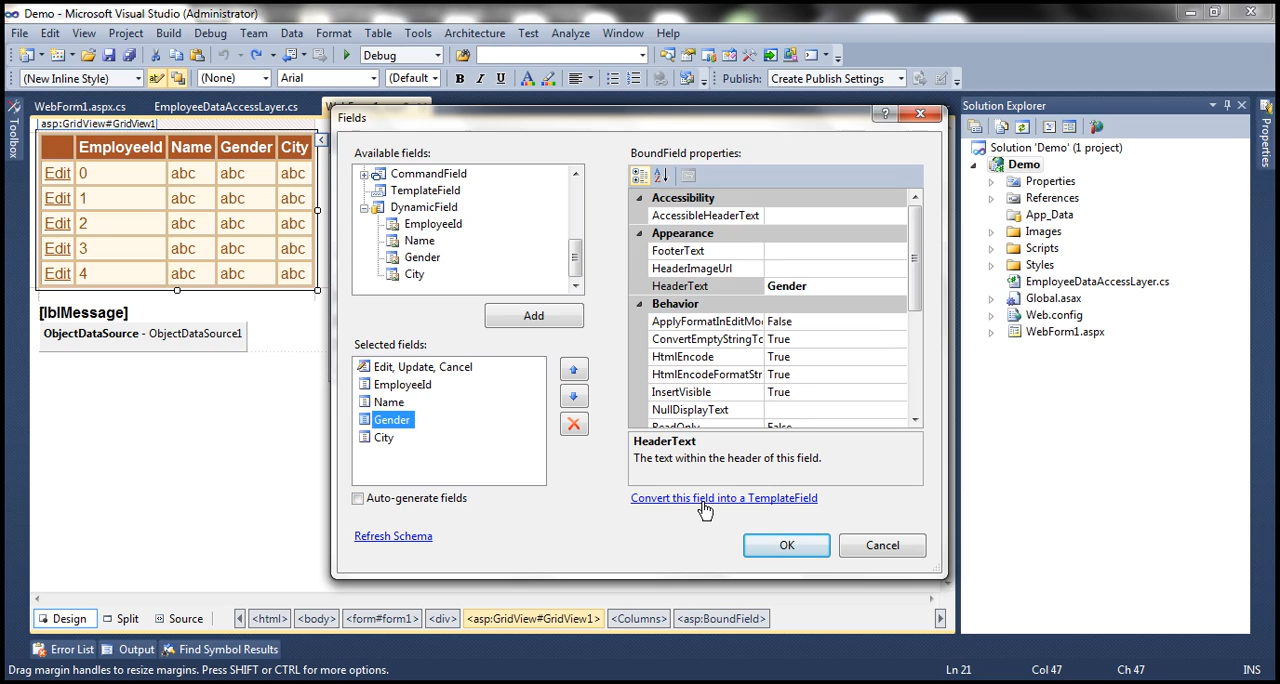 Demo - Microsoft Visual Studio (Administrator)
File Edit View Project Build Debug Team Data Format Table Tools Architecture Test Analyze Window Help
Debug
(New Inline Style) (None) Arial (Default B I U A Publish: Create Publish Settings
WebForm1.aspx.cs EmployeeDataAccessLayer.cs
Toolbox
asp:GridView#GridView1
EmployeeId Name Gender City
Edit 0 abc abc abc
Edit 1 abc abc abc
Edit 2 abc abc abc
Edit 3 abc abc abc
Edit 4 abc abc abc
[lblMessage]
ObjectDataSource - ObjectDataSource1
Fields
Available fields:
CommandField
TemplateField
DynamicField
EmployeeId
Name
Gender
City
Add
Selected fields:
Edit, Update, Cancel
EmployeeId
Name
Gender
City
Auto-generate fields
Refresh Schema
BoundField properties:
Accessibility
AccessibleHeaderText
Appearance
FooterText
HeaderImageUrl
HeaderText Gender
Behavior
ApplyFormatInEditMo False
ConvertEmptyStringTo True
HtmlEncode True
HtmlEncodeFormatStr True
InsertVisible True
NullDisplayText
ReadOnly False
HeaderText
The text within the header of this field.
Convert this field into a TemplateField
OK Cancel
Solution Explorer
Solution 'Demo' (1 project)
Demo
Properties
References
App_Data
Images
Scripts
Styles
EmployeeDataAccessLayer.cs
Global.asax
Web.config
WebForm1.aspx
Properties
Design Split Source <html> <body> <form#form1> <div> <asp:GridView#GridView1> <Columns> <asp:BoundField>
Error List Output Find Symbol Results
Drag margin handles to resize margins. Press SHIFT or CTRL for more options. Ln 21 Col 47 Ch 47 INS